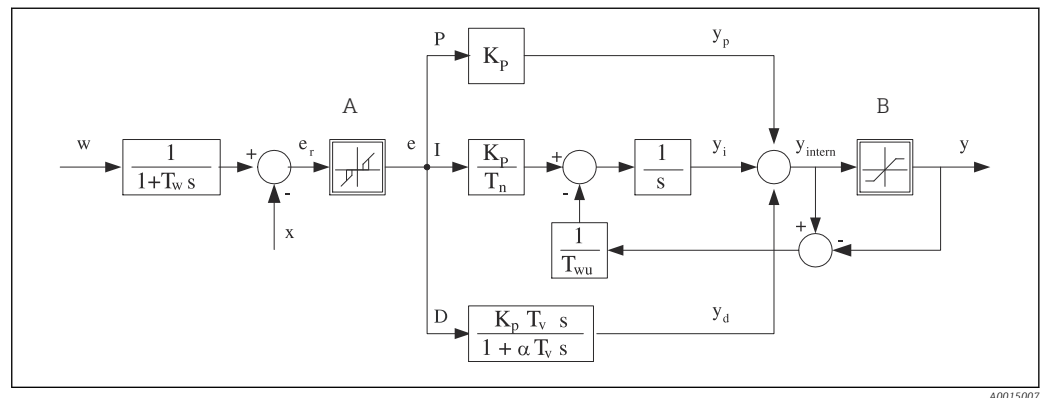 P
K_P
y_p
A
B
w
1
1+T_w s
+
-
e_r
x
e
I
K_P
T_n
+
-
1
s
y_i
y_intern
y
1
T_wu
+
-
D
K_p T_v s
1 + α T_v s
y_d
A0015007